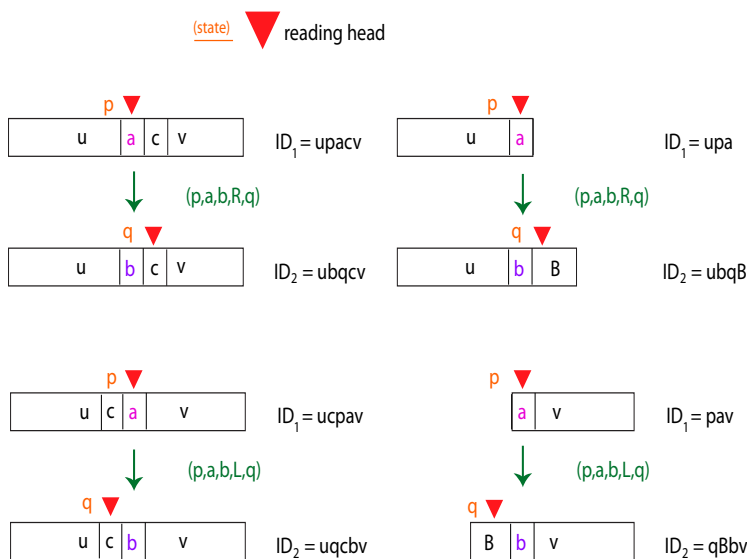 (state) reading head
p p
u a c v ID₁ = upacv u a ID₁ = upa
(p,a,b,R,q) (p,a,b,R,q)
q q
u b c v ID₂ = ubqcv u b B ID₂ = ubqB
p p
u c a v ID₁ = ucpav a v ID₁ = pav
(p,a,b,L,q) (p,a,b,L,q)
q q
u c b v ID₂ = uqcbv B b v ID₂ = qBbv